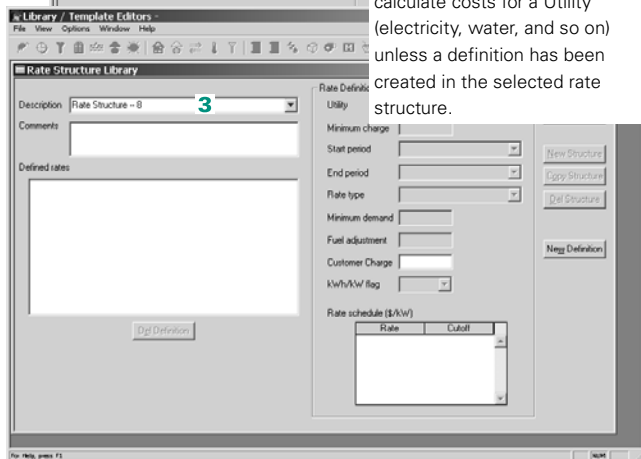 calculate costs for a Utility
(electricity, water, and so on)
unless a definition has been
created in the selected rate
structure.
Library / Template Editors -
File View Options Window Help
Rate Structure Library
Description Rate Structure -- 8
3
Comments
Defined rates
Del Definition
Rate Definitio
Utility
Minimum charge
Start period
End period
Rate type
Minimum demand
Fuel adjustment
Customer Charge
kWh/kW flag
Rate schedule ($/kW)
Rate Cutoff
New Structure
Copy Structure
Del Structure
New Definition
For Help, press F1
NUM